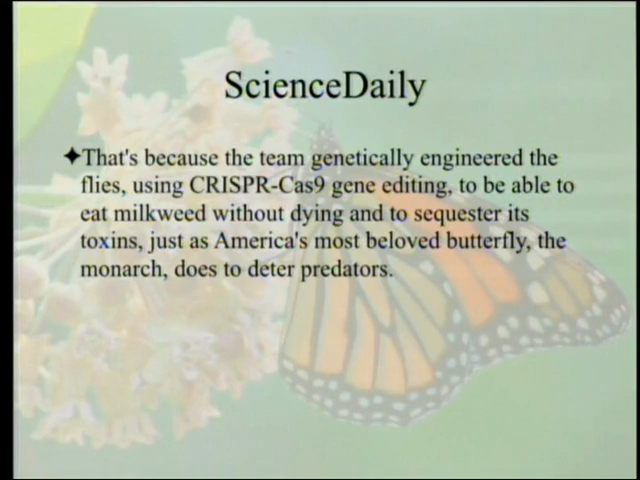 ScienceDaily
✦That's because the team genetically engineered the
flies, using CRISPR-Cas9 gene editing, to be able to
eat milkweed without dying and to sequester its
toxins, just as America's most beloved butterfly, the
monarch, does to deter predators.